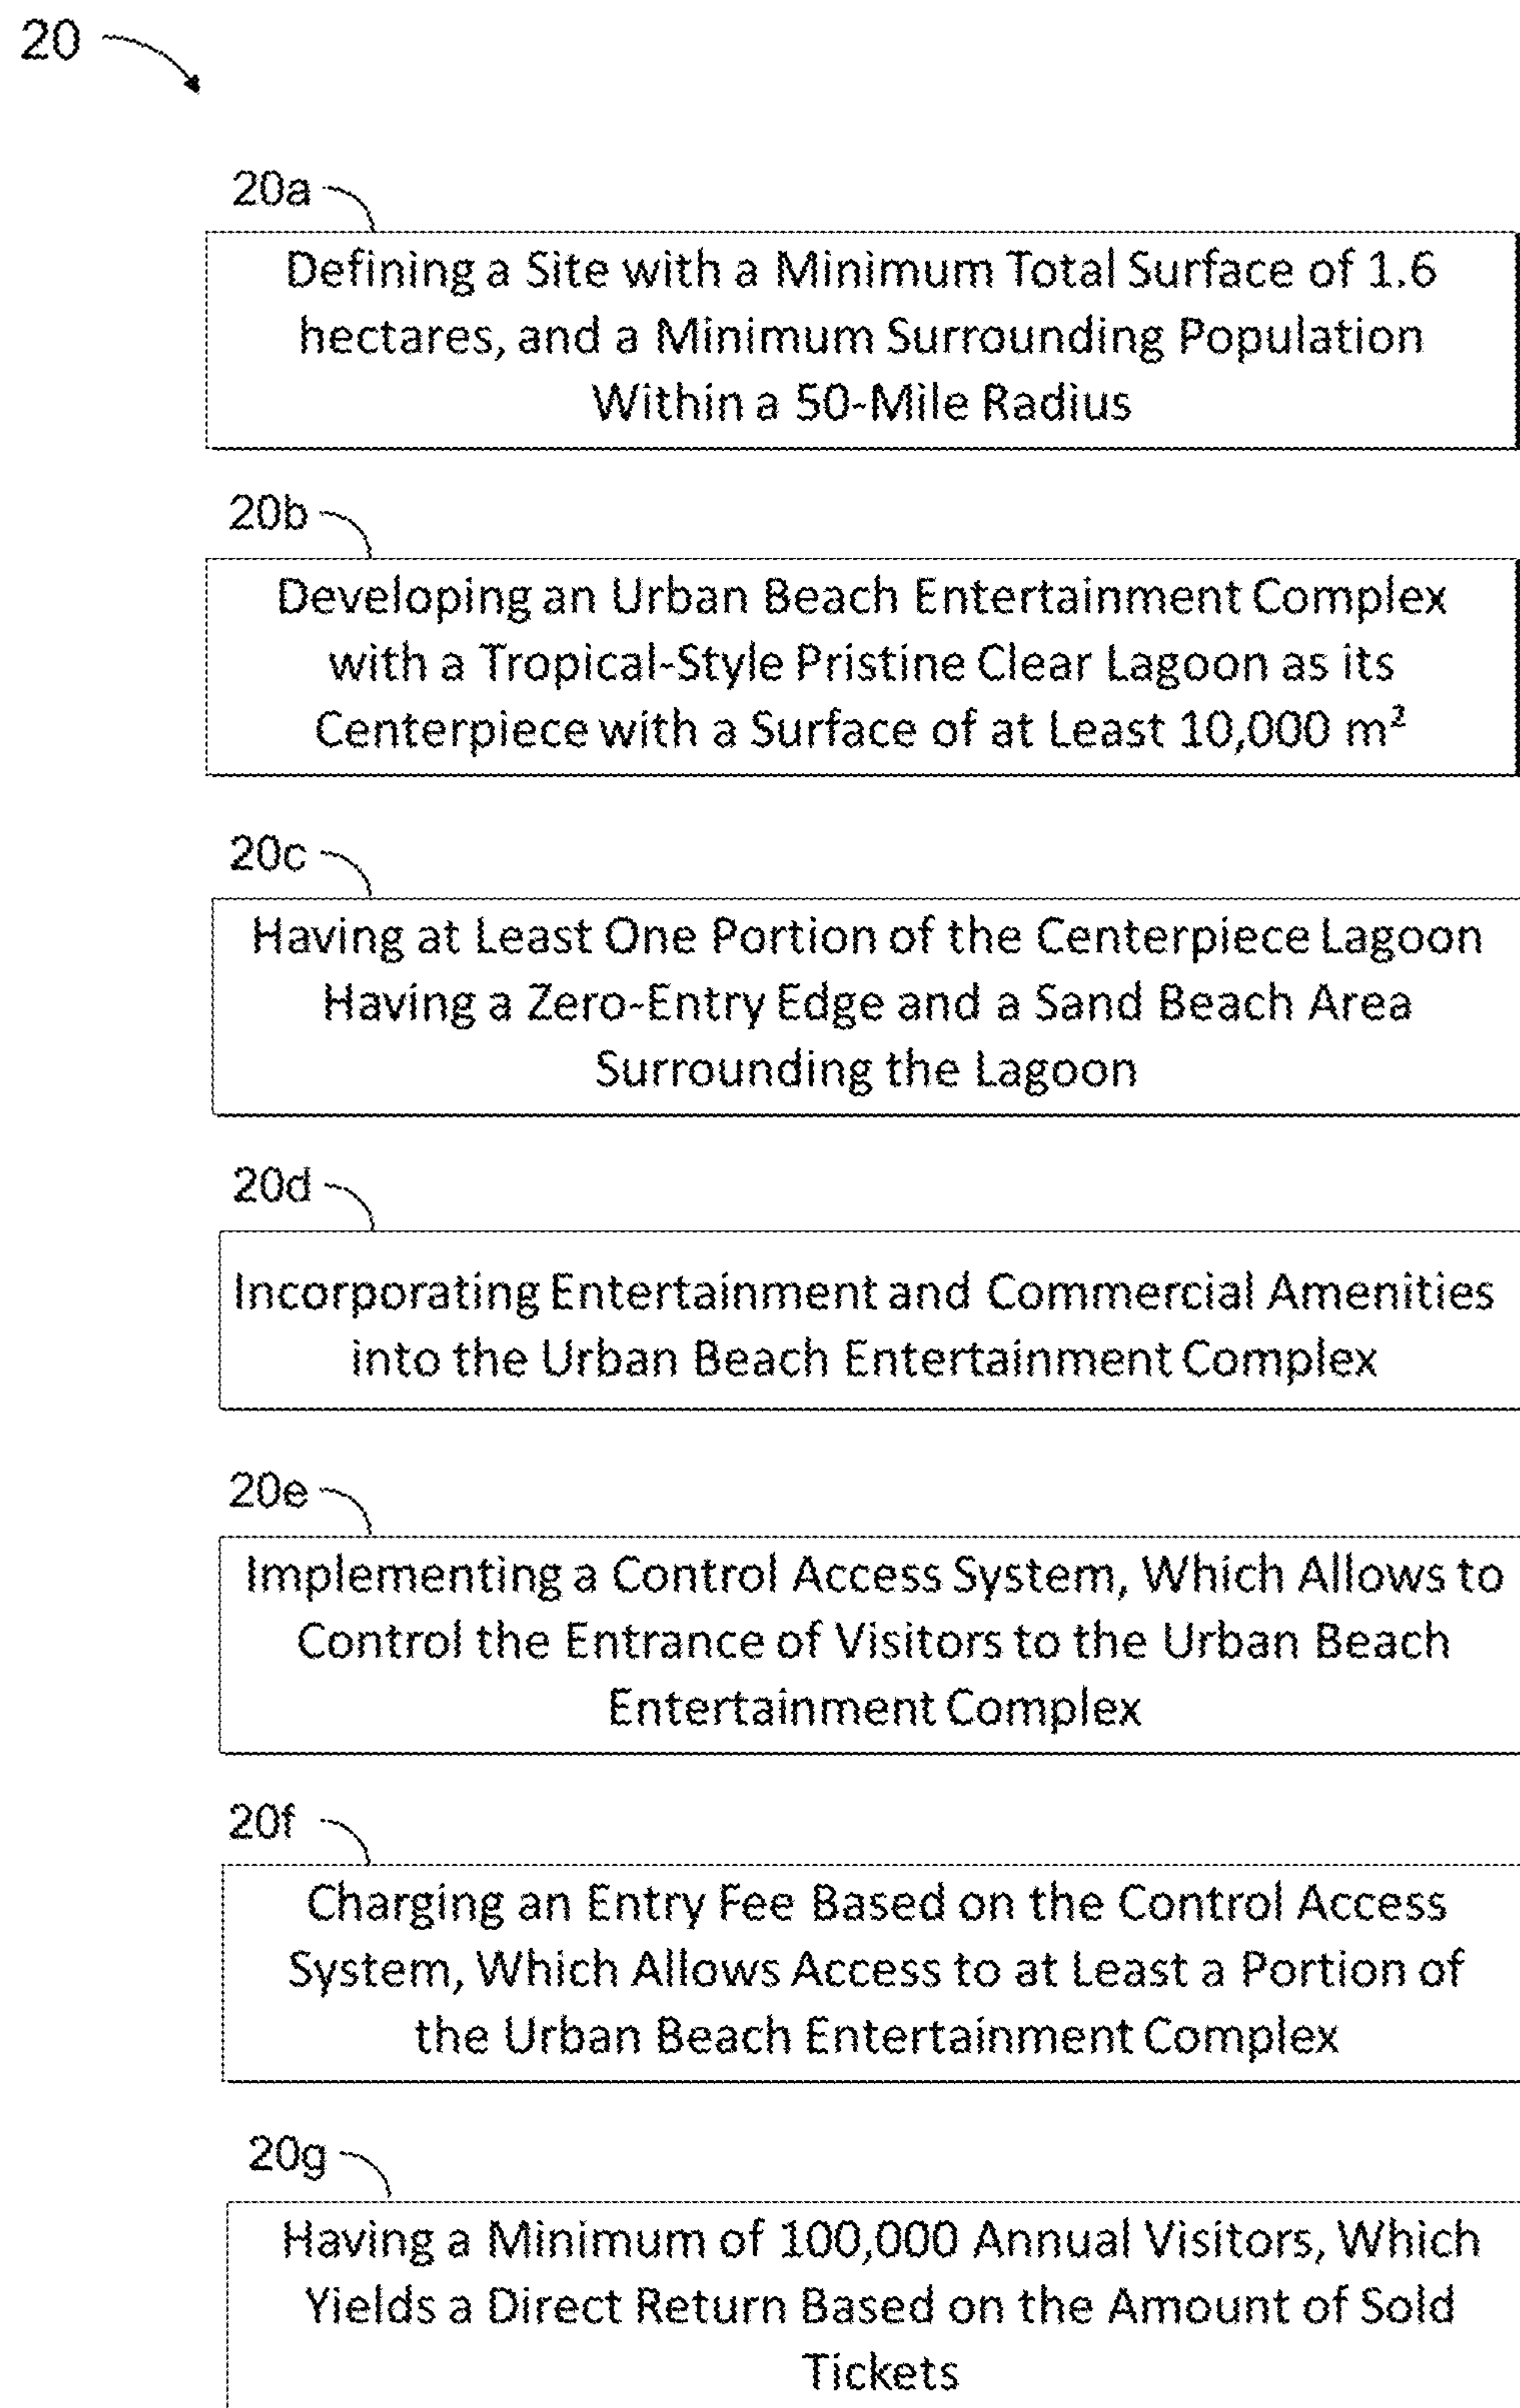 20
20a
Defining a Site with a Minimum Total Surface of 1.6
hectares, and a Minimum Surrounding Population
Within a 50-Mile Radius
20b
Developing an Urban Beach Entertainment Complex
with a Tropical-Style Pristine Clear Lagoon as its
Centerpiece with a Surface of at Least 10,000 m²
20c
Having at Least One Portion of the Centerpiece Lagoon
Having a Zero-Entry Edge and a Sand Beach Area
Surrounding the Lagoon
20d
Incorporating Entertainment and Commercial Amenities
into the Urban Beach Entertainment Complex
20e
Implementing a Control Access System, Which Allows to
Control the Entrance of Visitors to the Urban Beach
Entertainment Complex
20f
Charging an Entry Fee Based on the Control Access
System, Which Allows Access to at Least a Portion of
the Urban Beach Entertainment Complex
20g
Having a Minimum of 100,000 Annual Visitors, Which
Yields a Direct Return Based on the Amount of Sold
Tickets